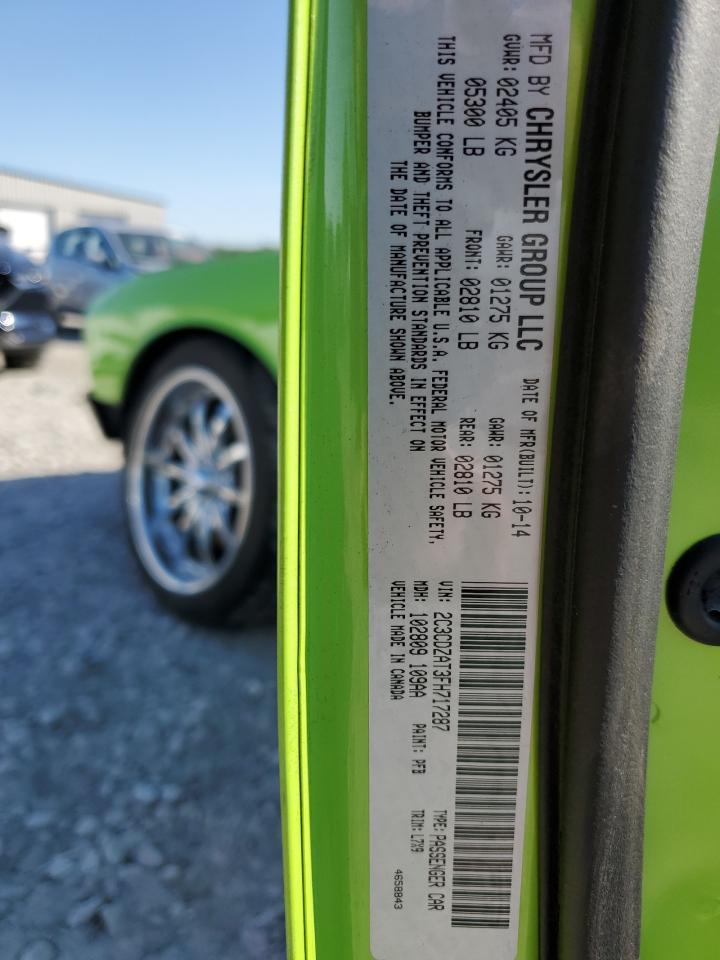 MFD BY CHRYSLER GROUP LLC DATE OF MFR(BUILT): 10-14
GVWR: 02405 KG GAWR: 01275 KG GAWR: 01275 KG
05300 LB FRONT: 02810 LB REAR: 02810 LB
THIS VEHICLE CONFORMS TO ALL APPLICABLE U.S.A. FEDERAL MOTOR VEHICLE SAFETY,
BUMPER AND THEFT PREVENTION STANDARDS IN EFFECT ON
THE DATE OF MANUFACTURE SHOWN ABOVE.
VIN: 2C3CDZAT3FH717287 TYPE: PASSENGER CAR
MDH: 102809 109AA PAINT: PFB TRIM: L7X9
VEHICLE MADE IN CANADA 4658843